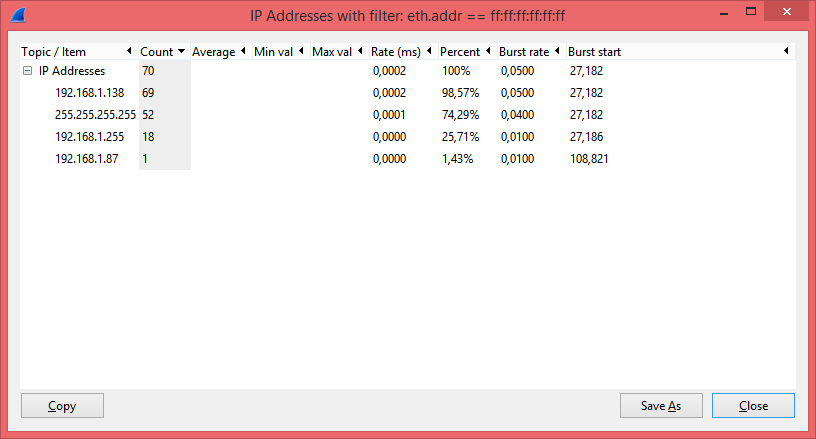 IP Addresses with filter: eth.addr == ff:ff:ff:ff:ff:ff
Topic / Item Count Average Min val Max val Rate (ms) Percent Burst rate Burst start
IP Addresses 70 0,0002 100% 0,0500 27,182
192.168.1.138 69 0,0002 98,57% 0,0500 27,182
255.255.255.255 52 0,0001 74,29% 0,0400 27,182
192.168.1.255 18 0,0000 25,71% 0,0100 27,186
192.168.1.87 1 0,0000 1,43% 0,0100 108,821
Copy Save As Close